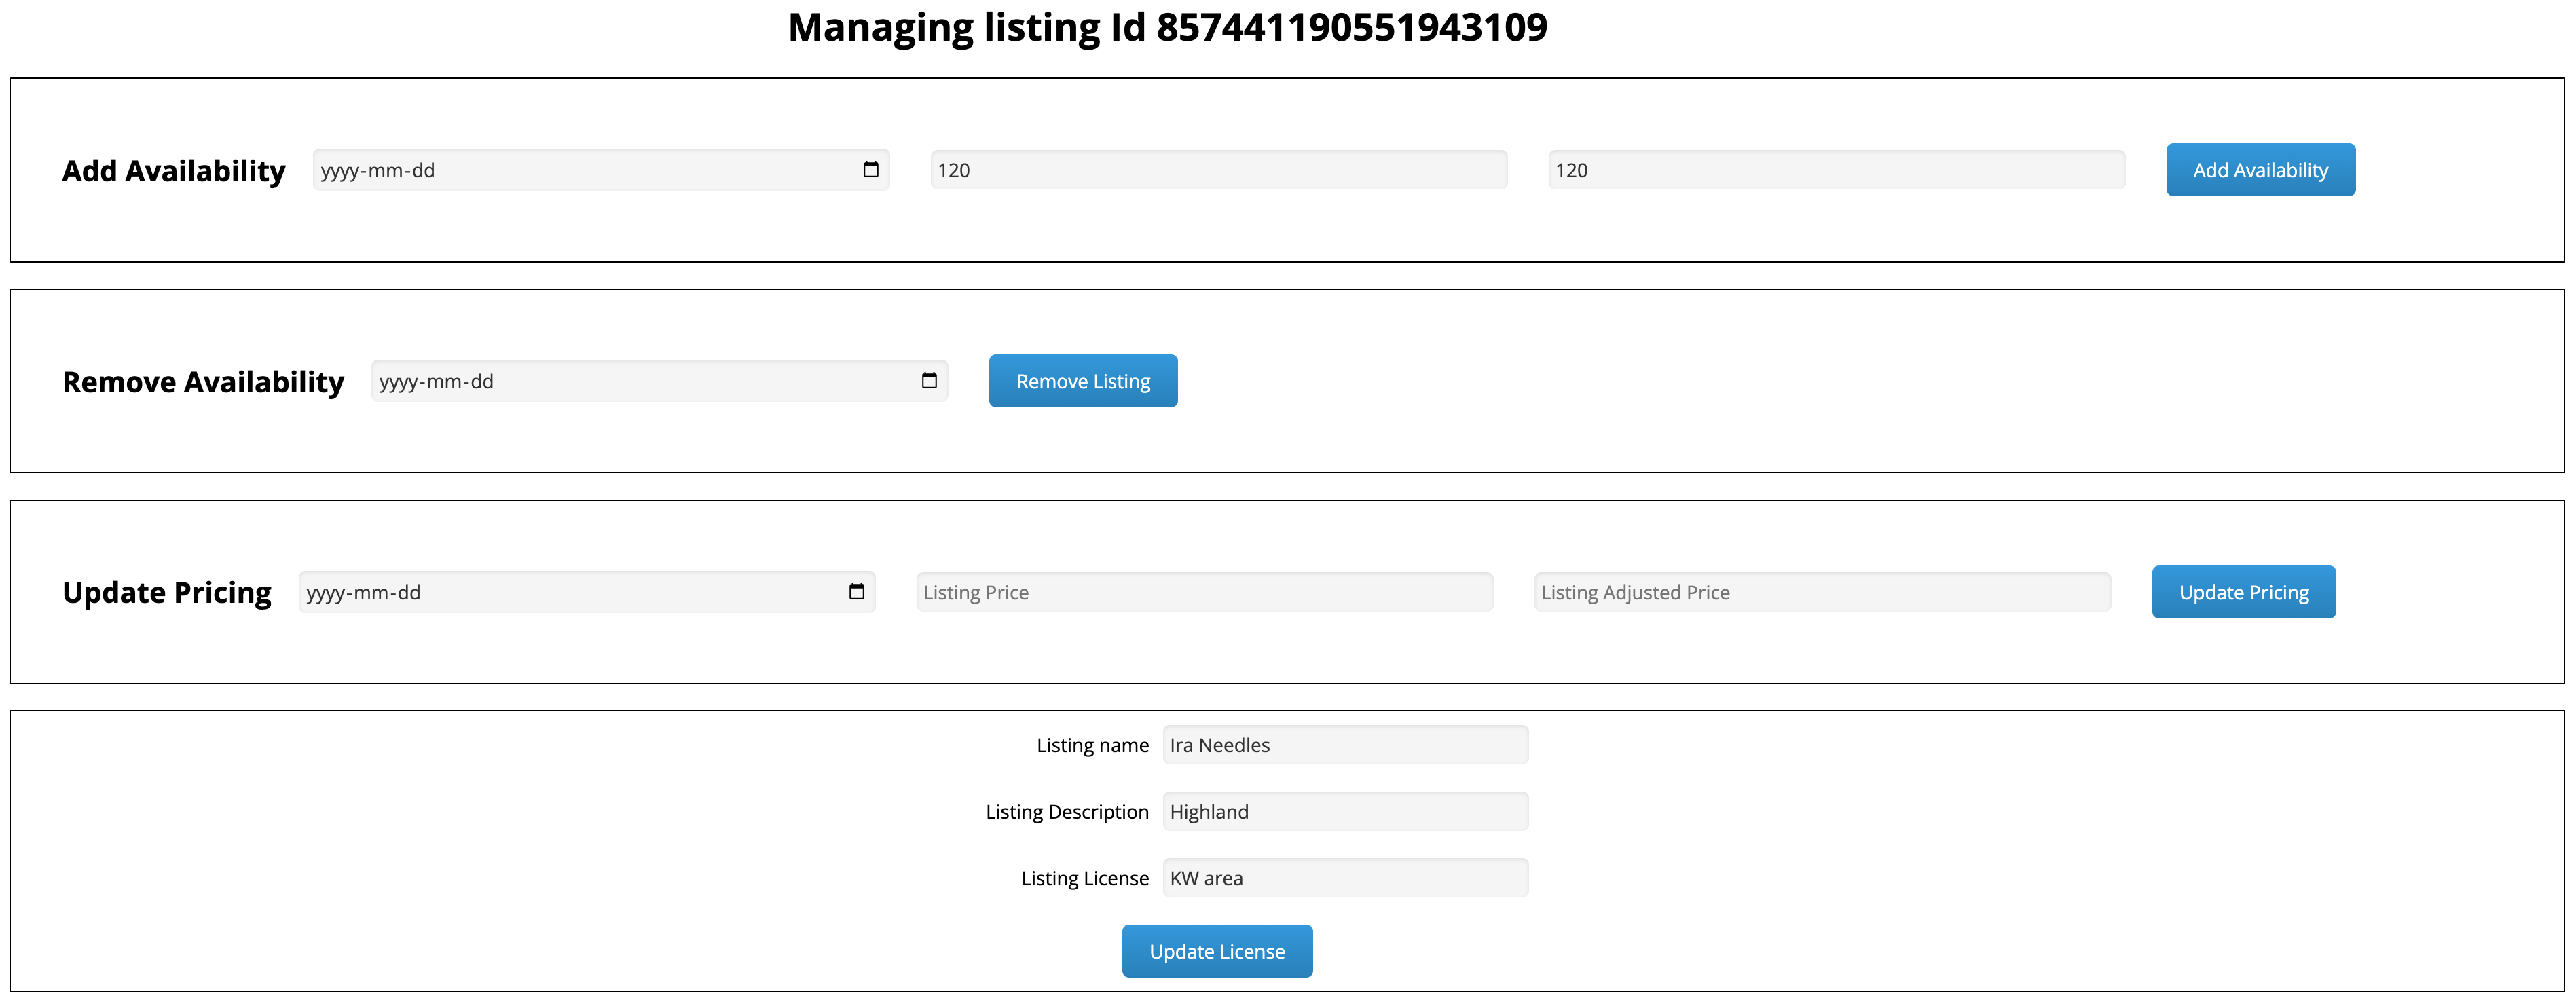 Managing listing Id 857441190551943109
Add Availability yyyy-mm-dd 120 120 Add Availability
Remove Availability yyyy-mm-dd Remove Listing
Update Pricing yyyy-mm-dd Listing Price Listing Adjusted Price Update Pricing
Listing name Ira Needles
Listing Description Highland
Listing License KW area
Update License